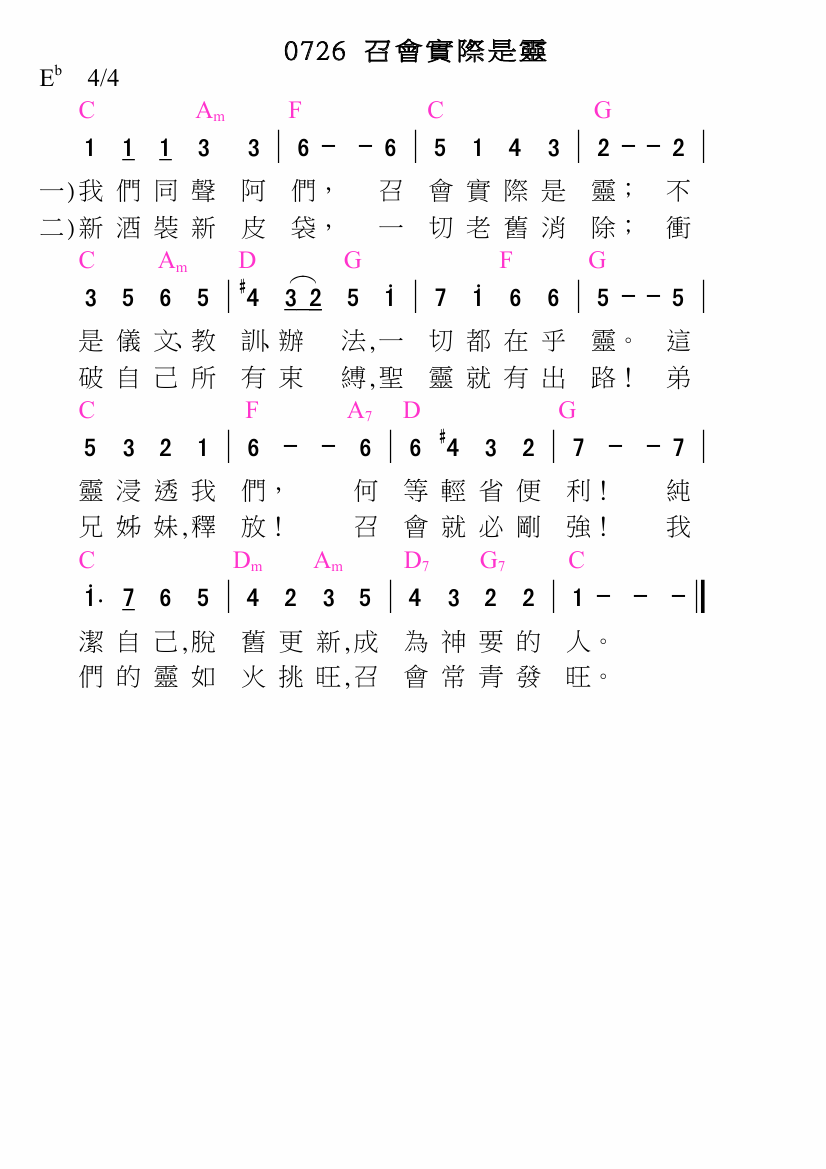 0726 召會實際是靈
E♭ 4/4
C Am F C G
1 1 1 3 3 | 6 － － 6 | 5 1 4 3 | 2 － － 2 |
一)我們同聲阿們，召會實際是靈；不
二)新酒裝新皮袋，一切老舊消除；衝
C Am D G F G
3 5 6 5 | #4 3 2 5 i | 7 i 6 6 | 5 － － 5 |
是儀文、教訓、辦法,一切都在乎靈。這
破自己所有束縛,聖靈就有出路！弟
C F A7 D G
5 3 2 1 | 6 － － 6 | 6 #4 3 2 | 7 － － 7 |
靈浸透我們，何等輕省便利！純
兄姊妹,釋放！召會就必剛強！我
C Dm Am D7 G7 C
i. 7 6 5 | 4 2 3 5 | 4 3 2 2 | 1 － － － ||
潔自己,脫舊更新,成為神要的人。
們的靈如火挑旺,召會常青發旺。